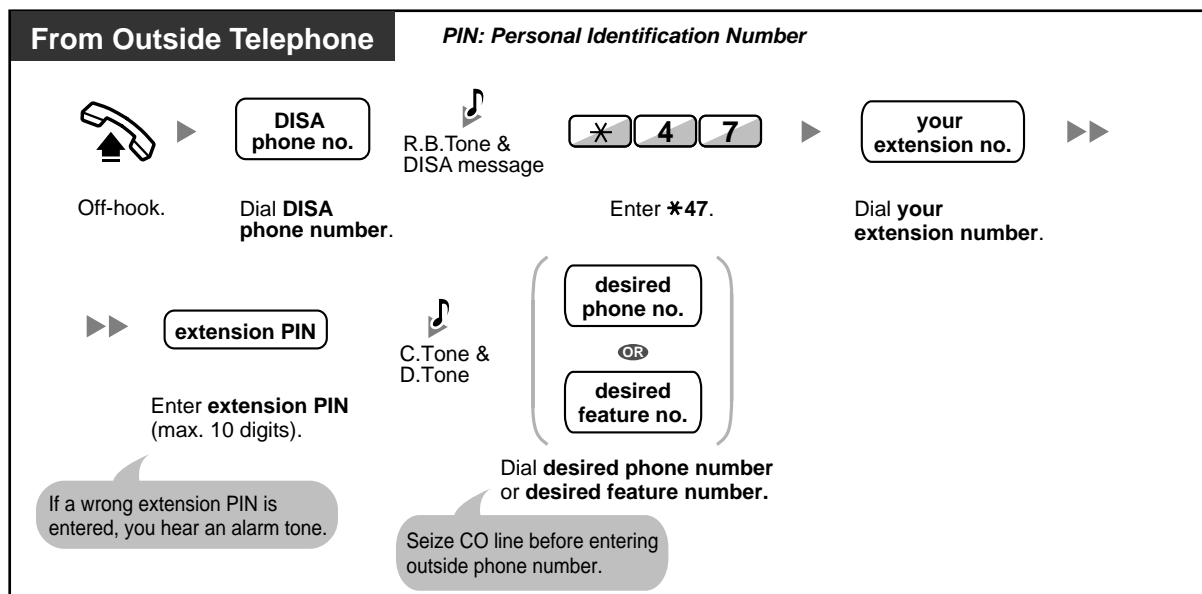 From Outside Telephone
PIN: Personal Identification Number
DISA
phone no.
R.B.Tone &
DISA message
* 4 7
your
extension no.
Off-hook.
Dial DISA
phone number.
Enter *47.
Dial your
extension number.
extension PIN
C.Tone &
D.Tone
desired
phone no.
OR
desired
feature no.
Enter extension PIN
(max. 10 digits).
Dial desired phone number
or desired feature number.
If a wrong extension PIN is
entered, you hear an alarm tone.
Seize CO line before entering
outside phone number.